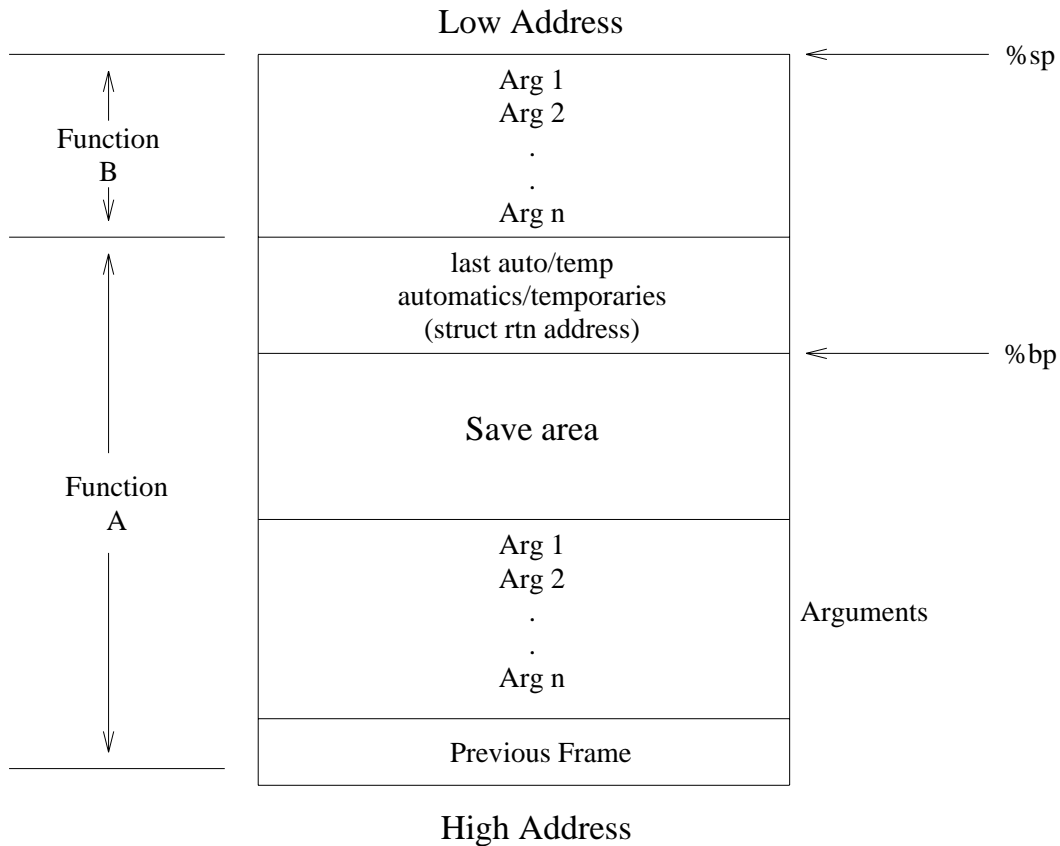 Low Address
%sp
Arg 1
Arg 2
.
.
Arg n
Function
B
last auto/temp
automatics/temporaries
(struct rtn address)
%bp
Save area
Function
A
Arg 1
Arg 2
.
.
Arg n
Arguments
Previous Frame
High Address